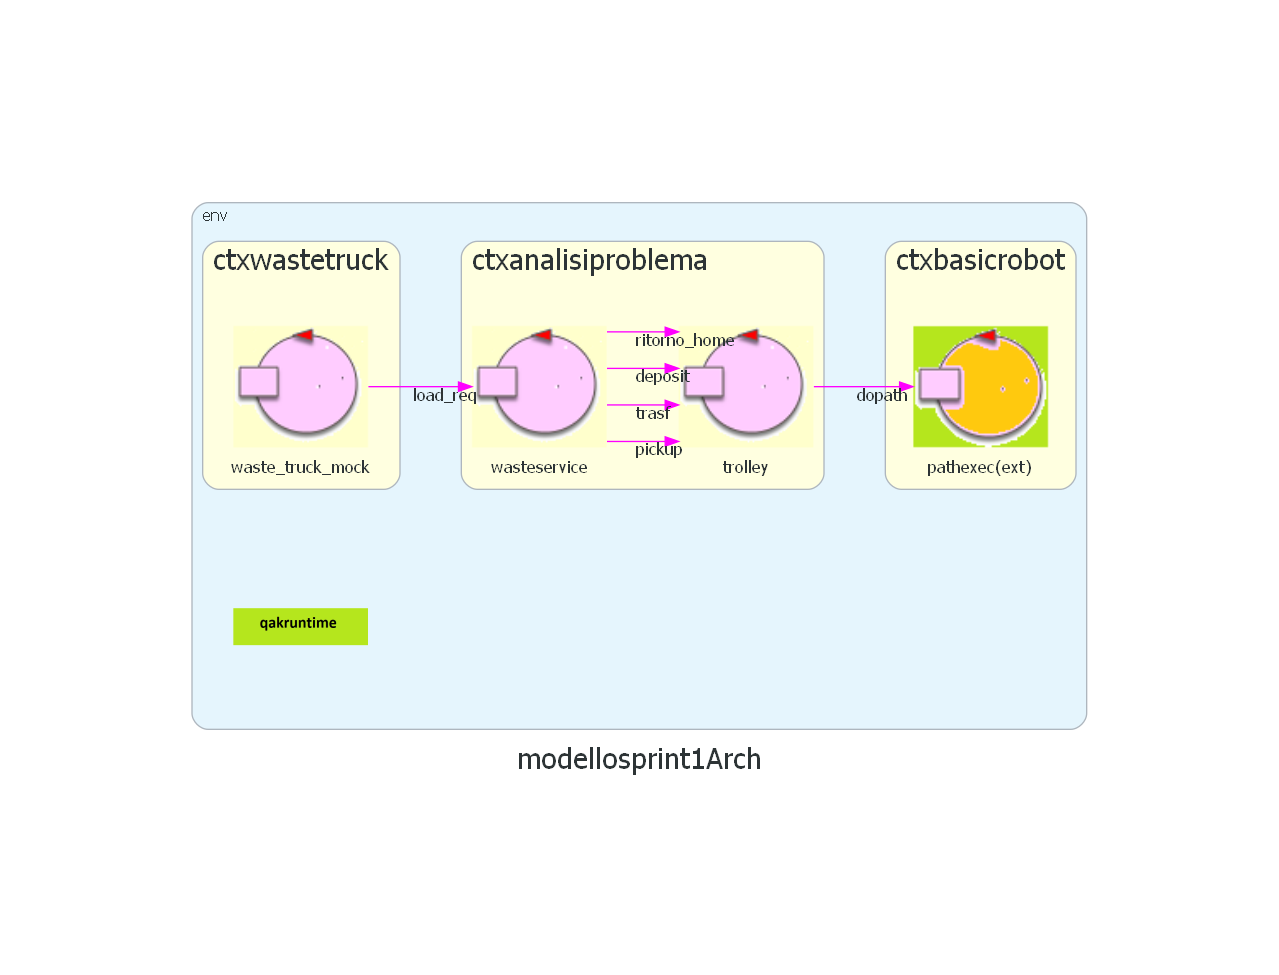 env
ctxwastetruck
ctxanalisiproblema
ctxbasicrobot
ritorno_home
deposit
load_req
trasf
dopath
pickup
waste_truck_mock
wasteservice
trolley
pathexec(ext)
qakruntime
modellosprint1Arch